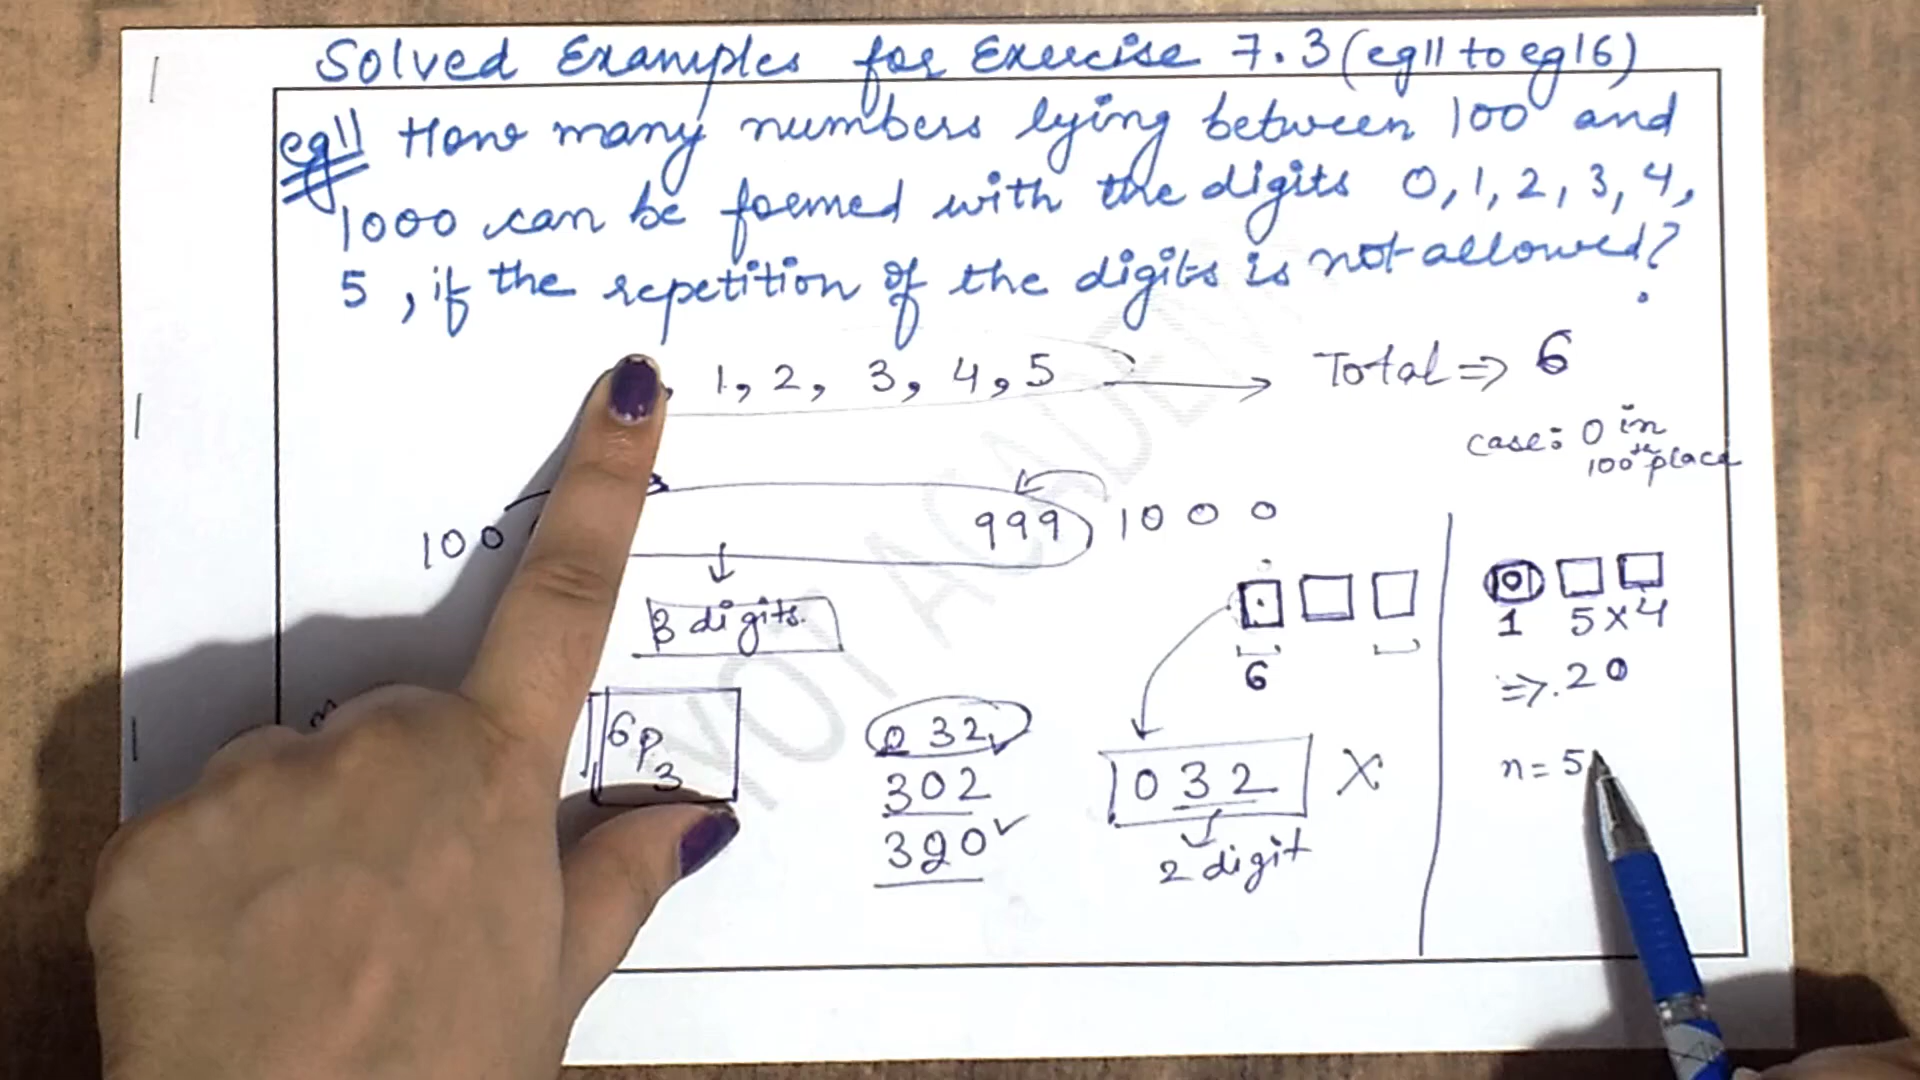 Solved Examples for Exercise 7.3 (eg11 to eg16)
eg11 How many numbers lying between 100 and
1000 can be formed with the digits 0, 1, 2, 3, 4,
5, if the repetition of the digits is not allowed?
, 1, 2, 3, 4, 5 → Total ⇒ 6
case: 0 in
100th place
100 999 1000
3 digits.
6
0
1 5 x 4
⇒ 20
6P3
032
302
320
032 X
2 digit
n = 5